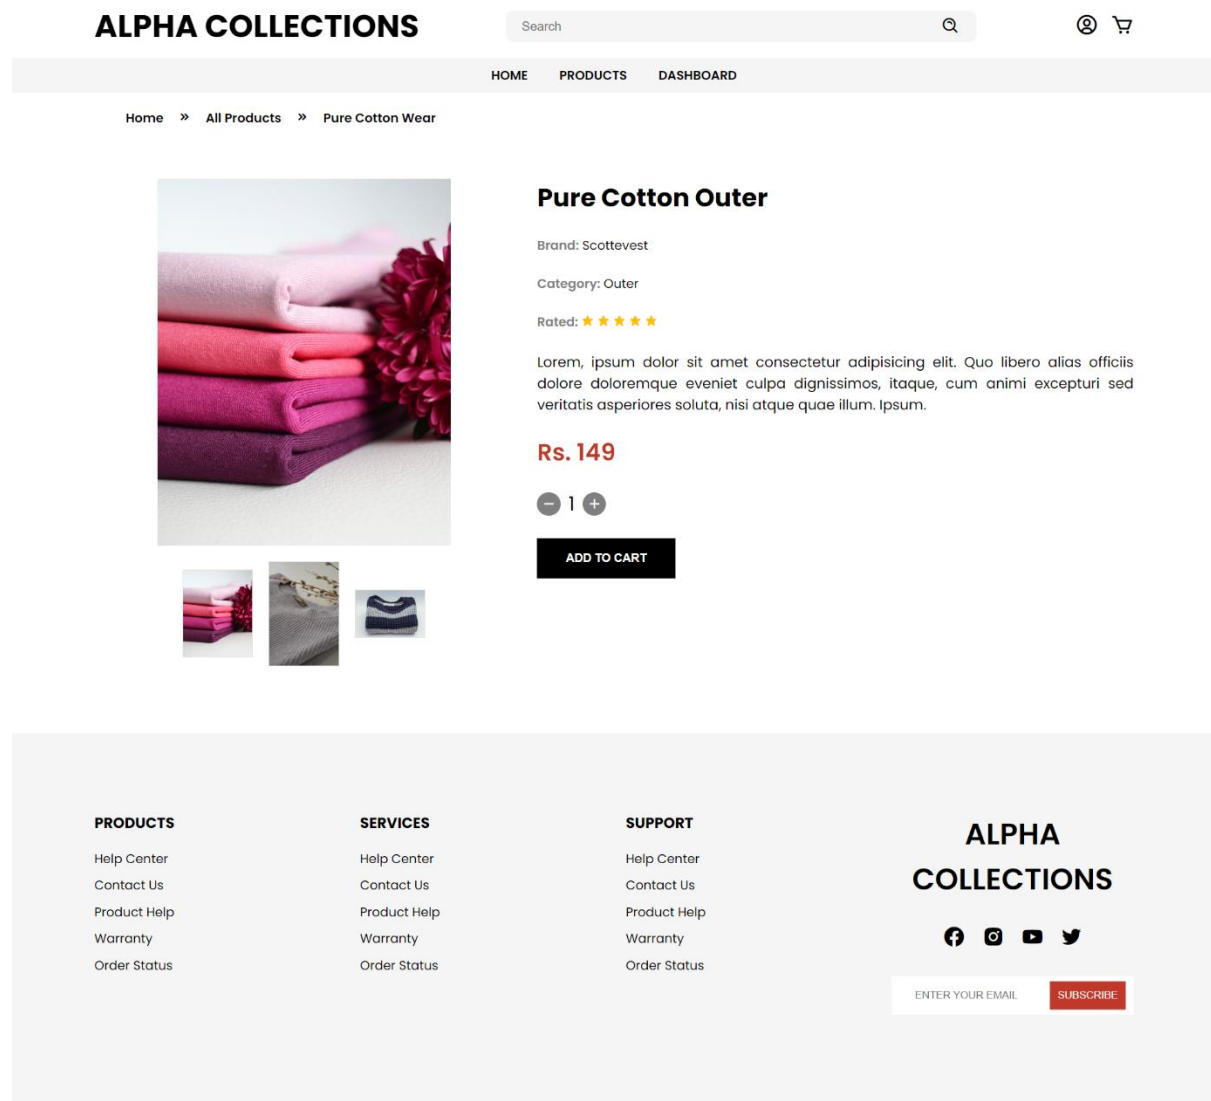 ALPHA COLLECTIONS
Search
HOME PRODUCTS DASHBOARD
Home » All Products » Pure Cotton Wear
Pure Cotton Outer
Brand: Scottevest
Category: Outer
Rated:
Lorem, ipsum dolor sit amet consectetur adipisicing elit. Quo libero alias officiis
dolore doloremque eveniet culpa dignissimos, itaque, cum animi excepturi sed
veritatis asperiores soluta, nisi atque quae illum. Ipsum.
Rs. 149
− 1 +
ADD TO CART
PRODUCTS
Help Center
Contact Us
Product Help
Warranty
Order Status
SERVICES
Help Center
Contact Us
Product Help
Warranty
Order Status
SUPPORT
Help Center
Contact Us
Product Help
Warranty
Order Status
ALPHA
COLLECTIONS
ENTER YOUR EMAIL SUBSCRIBE